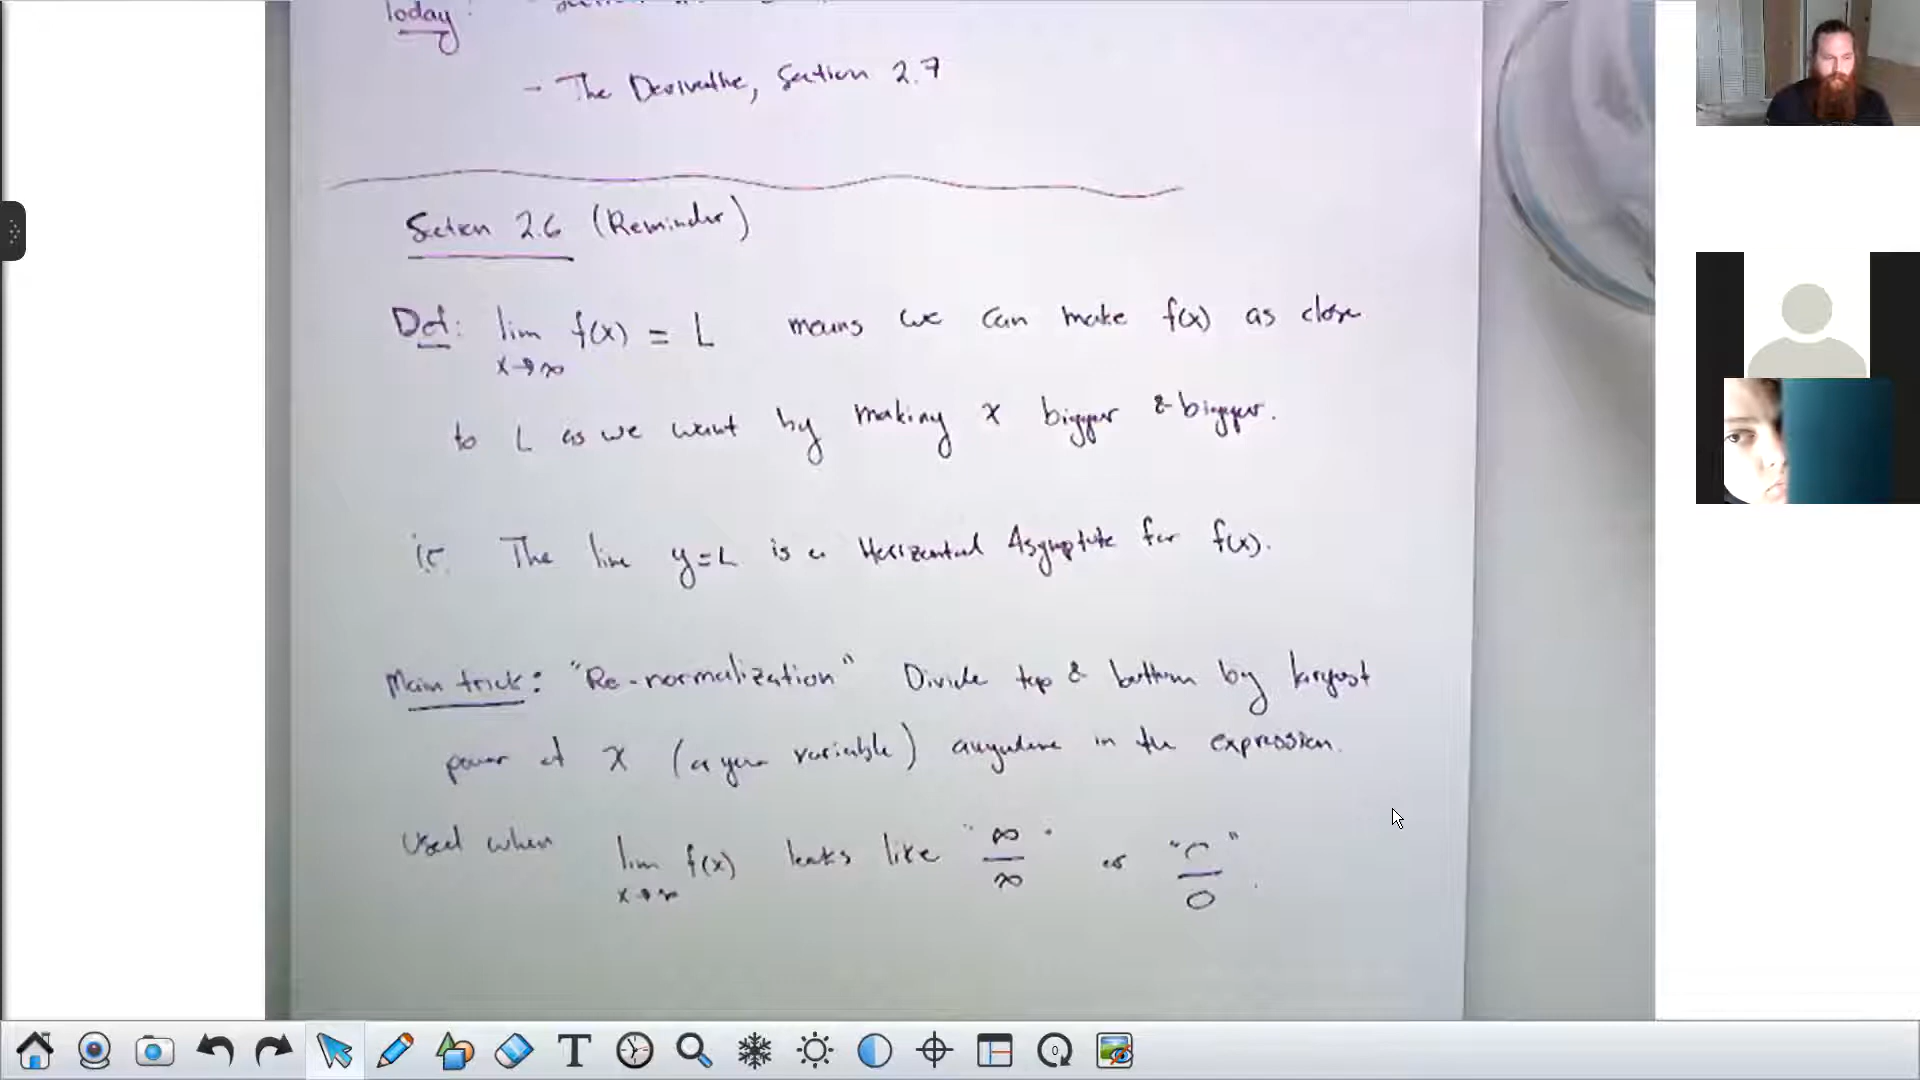 Today:
- The Derivative, Section 2.7
Section 2.6 (Reminder)
Def: lim f(x) = L means we can make f(x) as close
x→∞
to L as we want by making x bigger & bigger.
ie. The line y=L is a Horizontal Asymptote for f(x).
Main trick: "Re-normalization" Divide top & bottom by largest
power of x (or your variable) anywhere in the expression.
Used when lim f(x) looks like "∞/∞" or "0/0".
x→∞
T
0